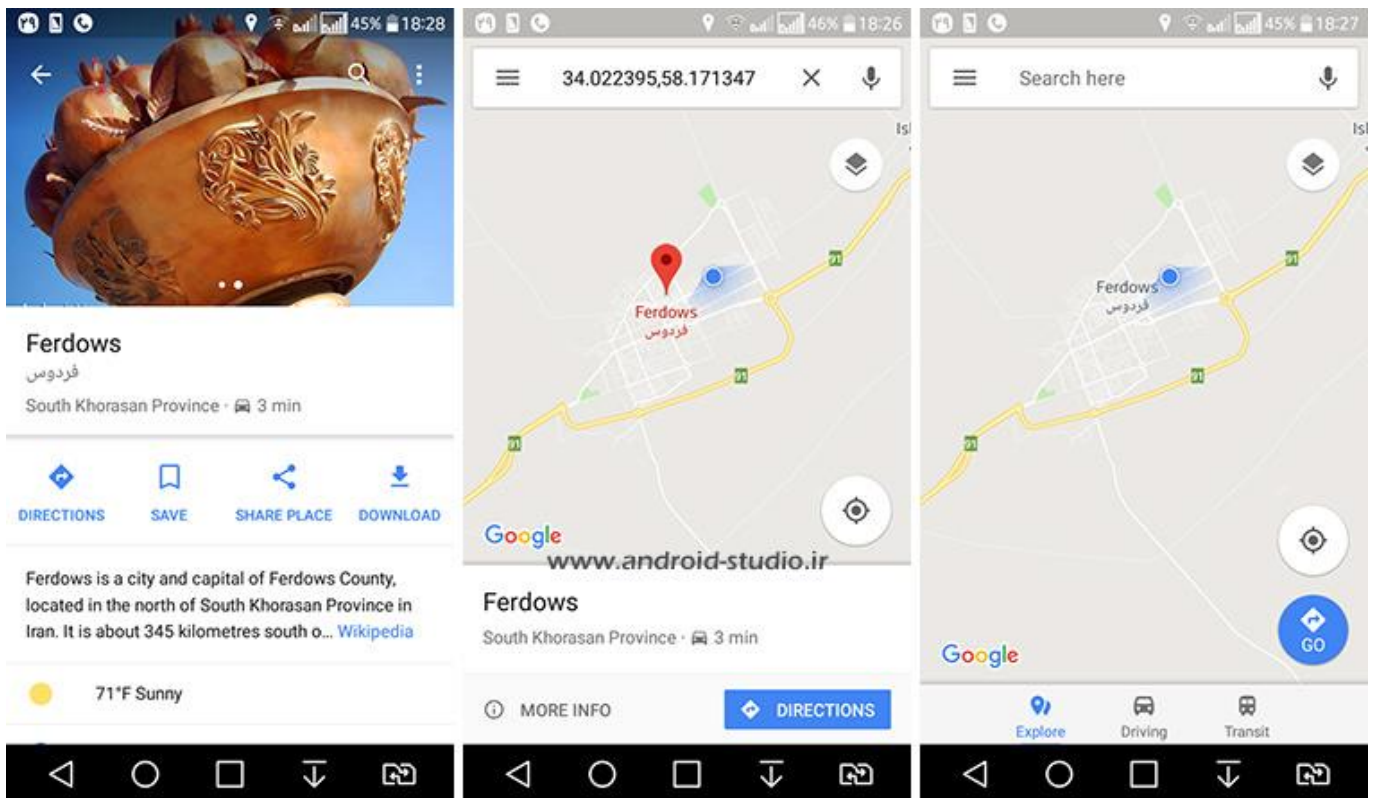 45% 18:28
Ferdows
فردوس
South Khorasan Province · 3 min
DIRECTIONS
SAVE
SHARE PLACE
DOWNLOAD
Ferdows is a city and capital of Ferdows County,
located in the north of South Khorasan Province in
Iran. It is about 345 kilometres south o... Wikipedia
71°F Sunny
۲۹ 46% 18:26
34.022395,58.171347
Isl
91
Ferdows
فردوس
91
91
Google
www.android-studio.ir
Ferdows
South Khorasan Province · 3 min
MORE INFO
DIRECTIONS
۲۹ 45% 18:27
Search here
Isl
91
Ferdows
فردوس
91
91
Google
GO
Explore
Driving
Transit